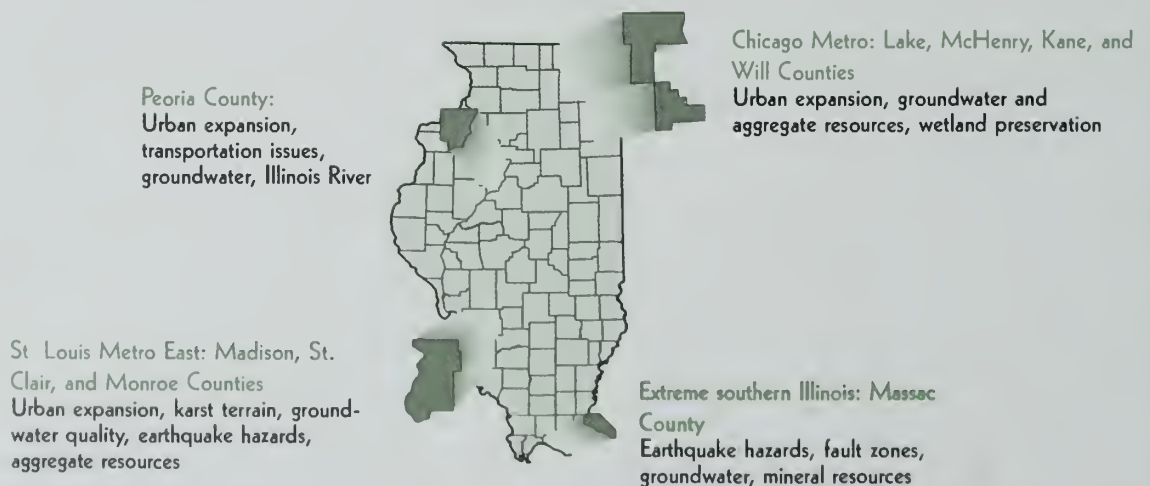 Peoria County:
Urban expansion,
transportation issues,
groundwater, Illinois River
Chicago Metro: Lake, McHenry, Kane, and
Will Counties
Urban expansion, groundwater and
aggregate resources, wetland preservation
St Louis Metro East: Madison, St.
Clair, and Monroe Counties
Urban expansion, karst terrain, ground-
water quality, earthquake hazards,
aggregate resources
Extreme southern Illinois: Massac
County
Earthquake hazards, fault zones,
groundwater, mineral resources